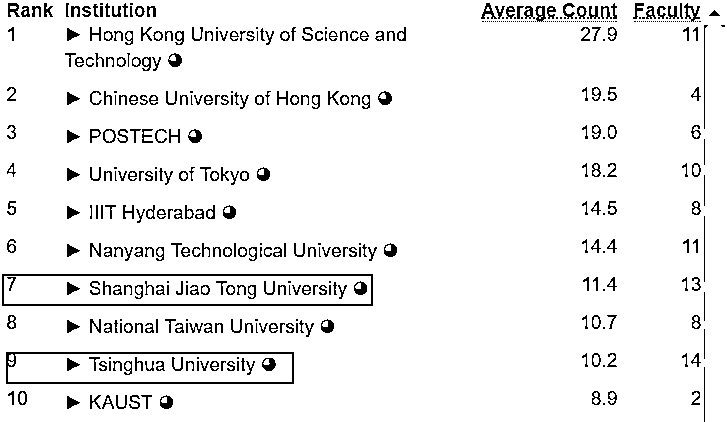 Rank Institution Average Count Faculty ▲
1 ► Hong Kong University of Science and 27.9 11
Technology
2 ► Chinese University of Hong Kong 19.5 4
3 ► POSTECH 19.0 6
4 ► University of Tokyo 18.2 10
5 ► IIIT Hyderabad 14.5 8
6 ► Nanyang Technological University 14.4 11
7 ► Shanghai Jiao Tong University 11.4 13
8 ► National Taiwan University 10.7 8
9 ► Tsinghua University 10.2 14
10 ► KAUST 8.9 2